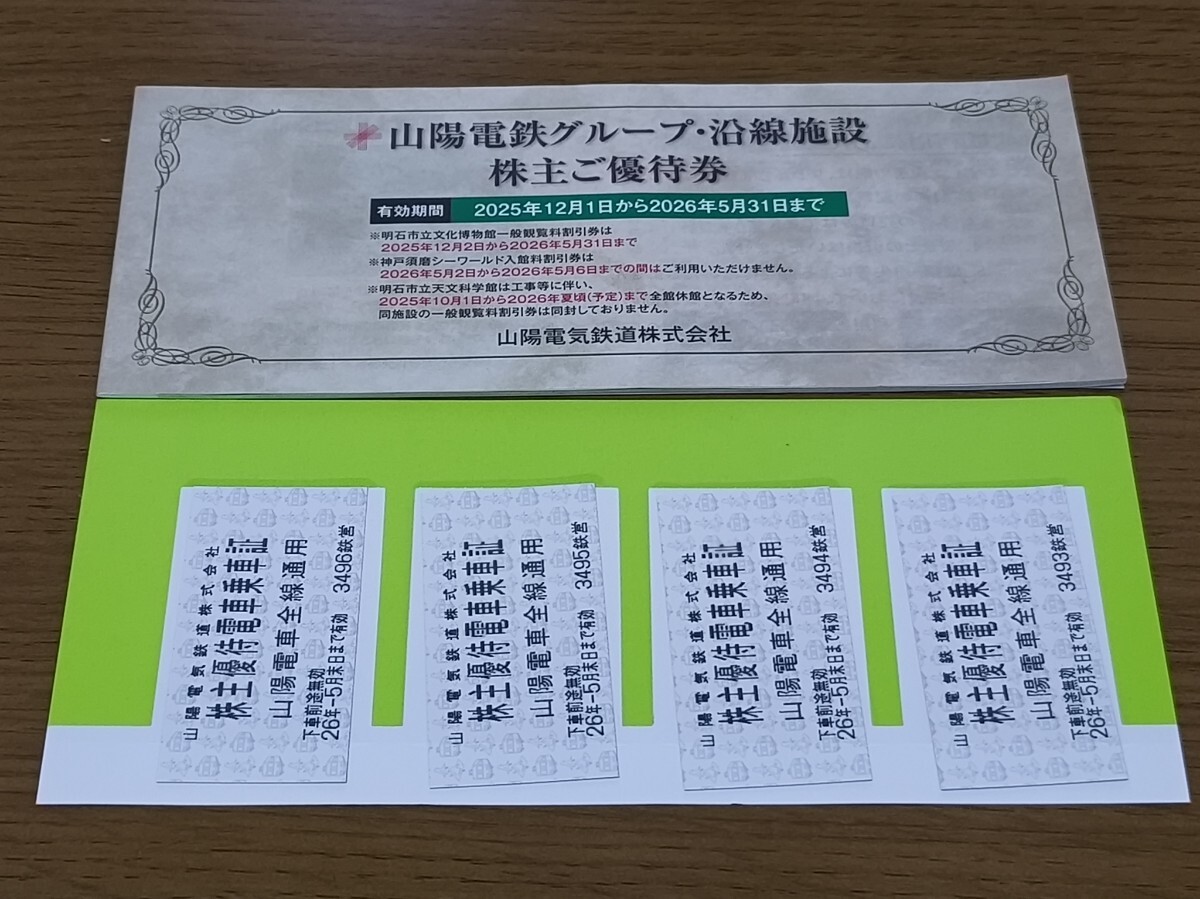 山陽電鉄グループ・沿線施設
株主ご優待券
有効期間 2025年12月1日から2026年5月31日まで
※明石市立文化博物館一般観覧料割引券は
2025年12月2日から2026年5月31日まで
※神戸須磨シーワールド入館料割引券は
2026年5月2日から2026年5月6日までの間はご利用いただけません。
※明石市立天文科学館は工事等に伴い、
2025年10月1日から2026年夏頃(予定)まで全館休館となるため、
同施設の一般観覧料割引券は同封しておりません。
山陽電気鉄道株式会社
山陽電気鉄道株式会社
株主優待電車乗車証
山陽電車全線通用
下車前途無効
26年-5月末日まで有効 3496鉄営
山陽電気鉄道株式会社
株主優待電車乗車証
山陽電車全線通用
下車前途無効
26年-5月末日まで有効 3495鉄営
山陽電気鉄道株式会社
株主優待電車乗車証
山陽電車全線通用
下車前途無効
26年-5月末日まで有効 3494鉄営
山陽電気鉄道株式会社
株主優待電車乗車証
山陽電車全線通用
下車前途無効
26年-5月末日まで有効 3493鉄営